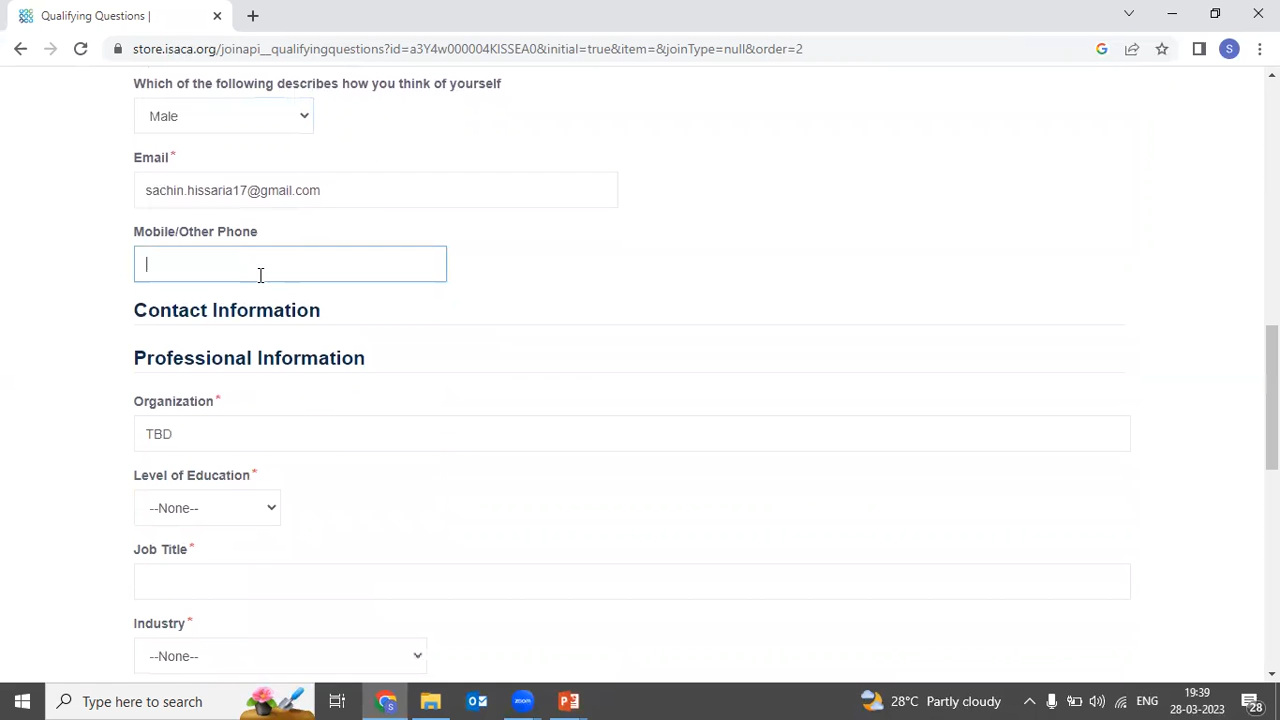 Qualifying Questions |
store.isaca.org/joinapi__qualifyingquestions?id=a3Y4w000004KISSEA0&initial=true&item=&joinType=null&order=2
S
Which of the following describes how you think of yourself
Male
Email*
sachin.hissaria17@gmail.com
Mobile/Other Phone
Contact Information
Professional Information
Organization*
TBD
Level of Education*
--None--
Job Title*
Industry*
--None--
Type here to search
zoom
28°C Partly cloudy
ENG
19:39
28-03-2023
28